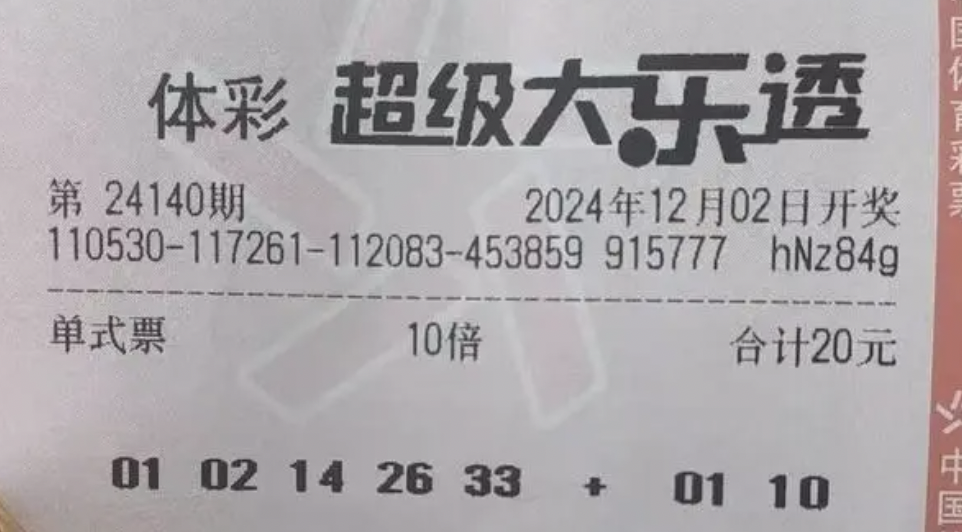 体彩 超级大乐透
第 24140期 2024年12月02日开奖
110530-117261-112083-453859 915777 hNz84g
单式票 10倍 合计20元
01 02 14 26 33 + 01 10
国体育彩票
中国